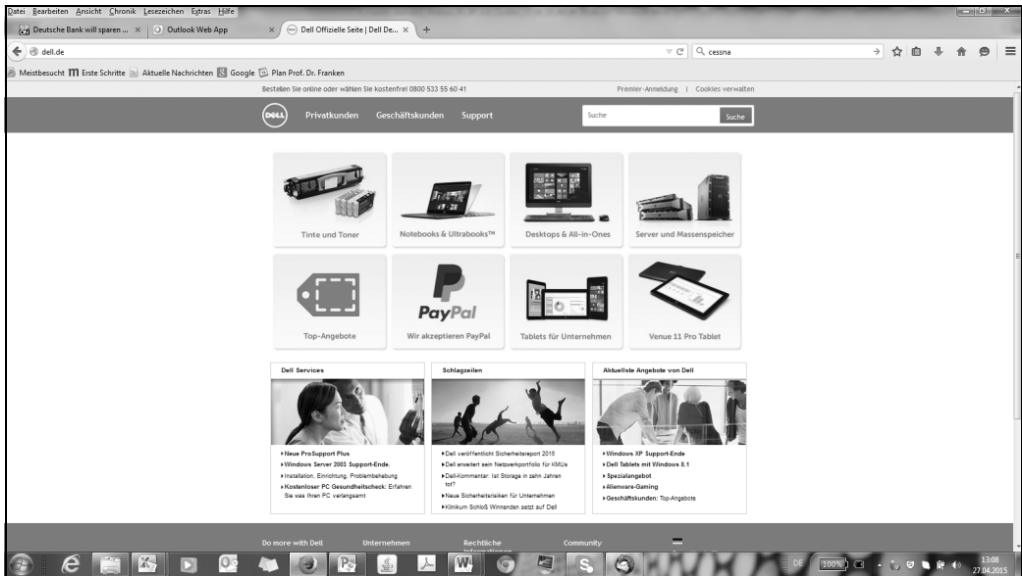 Datei Bearbeiten Ansicht Chronik Lesezeichen Extras Hilfe
Deutsche Bank will sparen ... × Outlook Web App × Dell Offizielle Seite | Dell De... × +
dell.de cessna
Meistbesucht Erste Schritte Aktuelle Nachrichten Google Plan Prof. Dr. Franken
Bestellen Sie online oder wählen Sie kostenfrei 0800 533 55 60 41 Premier-Anmeldung | Cookies verwalten
DELL Privatkunden Geschäftskunden Support Suche Suche
Tinte und Toner Notebooks & Ultrabooks™ Desktops & All-in-Ones Server und Massenspeicher
PayPal
Top-Angebote Wir akzeptieren PayPal Tablets für Unternehmen Venue 11 Pro Tablet
Dell Services
Neue ProSupport Plus
Windows Server 2003 Support-Ende.
Installation, Einrichtung, Problembehebung
Kostenloser PC Gesundheitscheck: Erfahren
Sie was Ihren PC verlangsamt
Schlagzeilen
Dell veröffentlicht Sicherheitsreport 2015
Dell erweitert sein Netzwerkportfolio für KMUs
Dell-Kommentar: Ist Storage in zehn Jahren
tot?
Neue Sicherheitsrisiken für Unternehmen
Klinikum Schloß Winnenden setzt auf Dell
Aktuellste Angebote von Dell
Windows XP Support-Ende
Dell Tablets mit Windows 8.1
Spezialangebot
Alienware-Gaming
Geschäftskunden: Top-Angebote
Do more with Dell Unternehmen Rechtliche Community
Informationen
DE 100% 13:08
27.04.2015